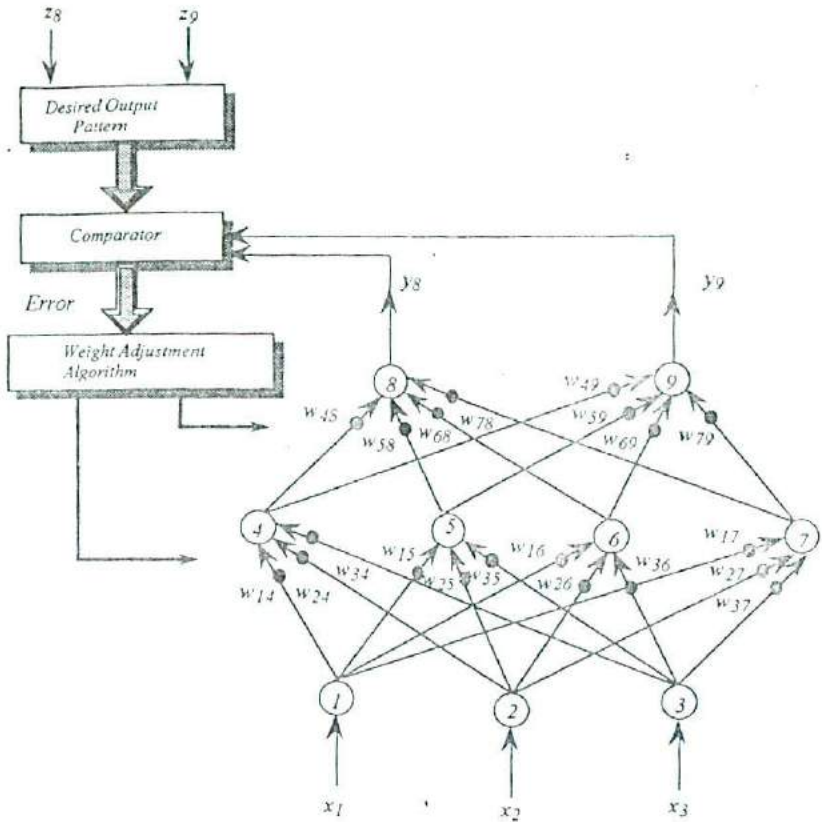 z8 z9
Desired Output
Pattern
Comparator
y8 y9
Error
Weight Adjustment
Algorithm
8 9
w48 w58 w68 w78 w49 w59 w69 w79
4 5 6 7
w14 w24 w34 w15 w25 w35 w16 w26 w36 w17 w27 w37
1 2 3
x1 x2 x3